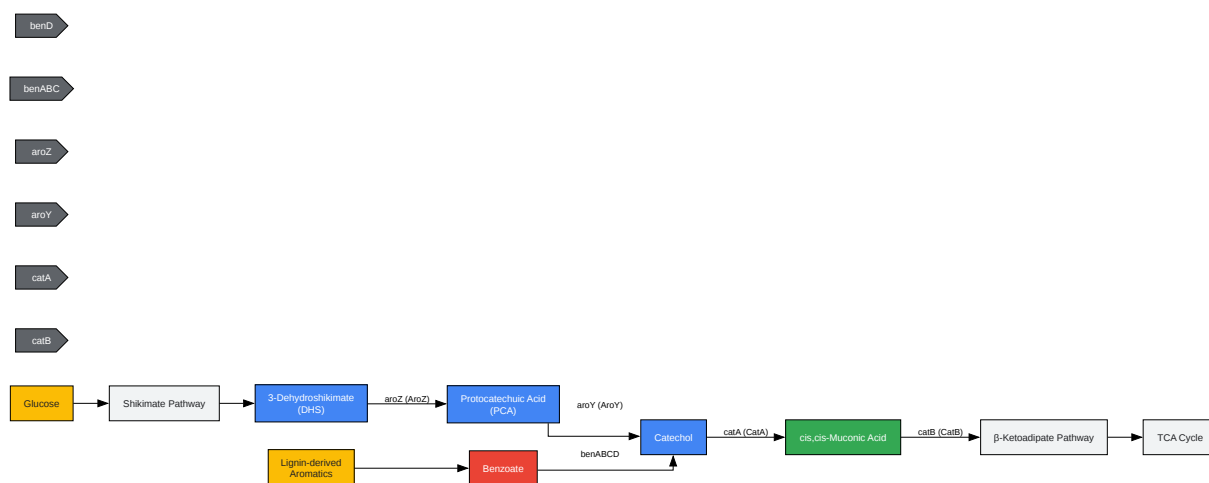 benD
benABC
aroZ
aroY
catA
catB
Glucose
Shikimate Pathway
3-Dehydroshikimate
(DHS)
aroZ (AroZ)
Protocatechuic Acid
(PCA)
aroY (AroY)
Catechol
catA (CatA)
cis,cis-Muconic Acid
catB (CatB)
β-Ketoadipate Pathway
TCA Cycle
Lignin-derived
Aromatics
Benzoate
benABCD